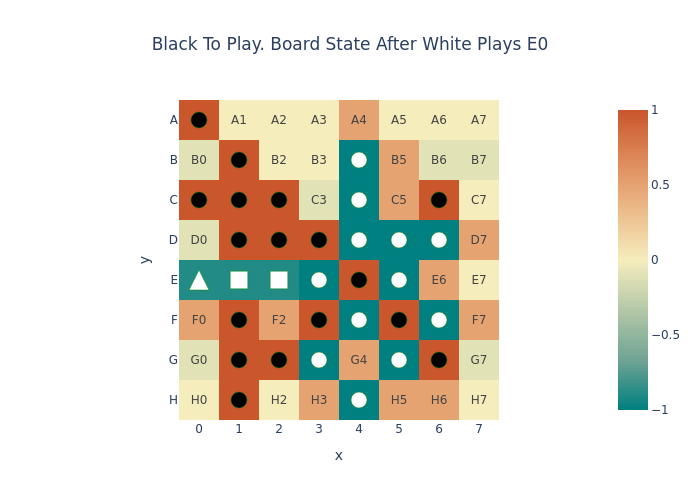 Black To Play. Board State After White Plays E0
A A1 A2 A3 A4 A5 A6 A7
B B0 B2 B3 B5 B6 B7
C C3 C5 C7
D D0 D7
E E6 E7
F F0 F2 F7
G G0 G4 G7
H H0 H2 H3 H5 H6 H7
0 1 2 3 4 5 6 7
x
y
1
0.5
0
−0.5
−1